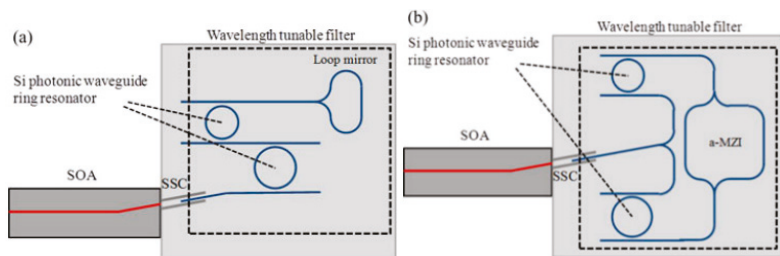 (a)
Wavelength tunable filter
Loop mirror
Si photonic waveguide
ring resonator
SOA
SSC
(b)
Wavelength tunable filter
Si photonic waveguide
ring resonator
a-MZI
SOA
SSC